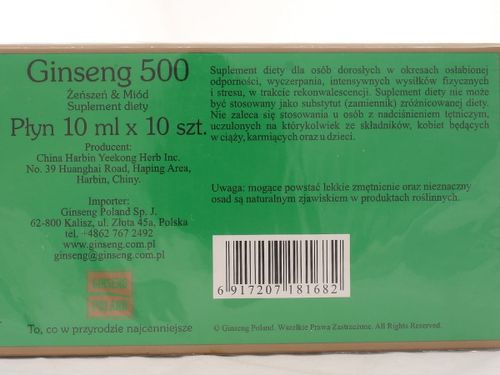 Ginseng 500
Żeńszeń & Miód
Suplement diety
Płyn 10 ml x 10 szt.
Producent:
China Harbin Yeekong Herb Inc.
No. 39 Huanghai Road, Haping Area,
Harbin, Chiny.
Importer:
Ginseng Poland Sp. J.
62-800 Kalisz, ul. Złota 45a, Polska
tel. +4862 767 2492
www.ginseng.com.pl
ginseng@ginseng.com.pl
GINSENG
POLAND
To, co w przyrodzie najcenniejsze
Suplement diety dla osób dorosłych w okresach osłabionej
odporności, wyczerpania, intensywnych wysiłków fizycznych
i stresu, w trakcie rekonwalescencji. Suplement diety nie może
być stosowany jako substytut (zamiennik) zróżnicowanej diety.
Nie zaleca się stosowania u osób z nadciśnieniem tętniczym,
uczulonych na którykolwiek ze składników, kobiet będących
w ciąży, karmiących oraz u dzieci.
Uwaga: mogące powstać lekkie zmętnienie oraz nieznaczny
osad są naturalnym zjawiskiem w produktach roślinnych.
6 917207 181682
© Ginseng Poland. Wszelkie Prawa Zastrzeżone. All Rights Reserved.